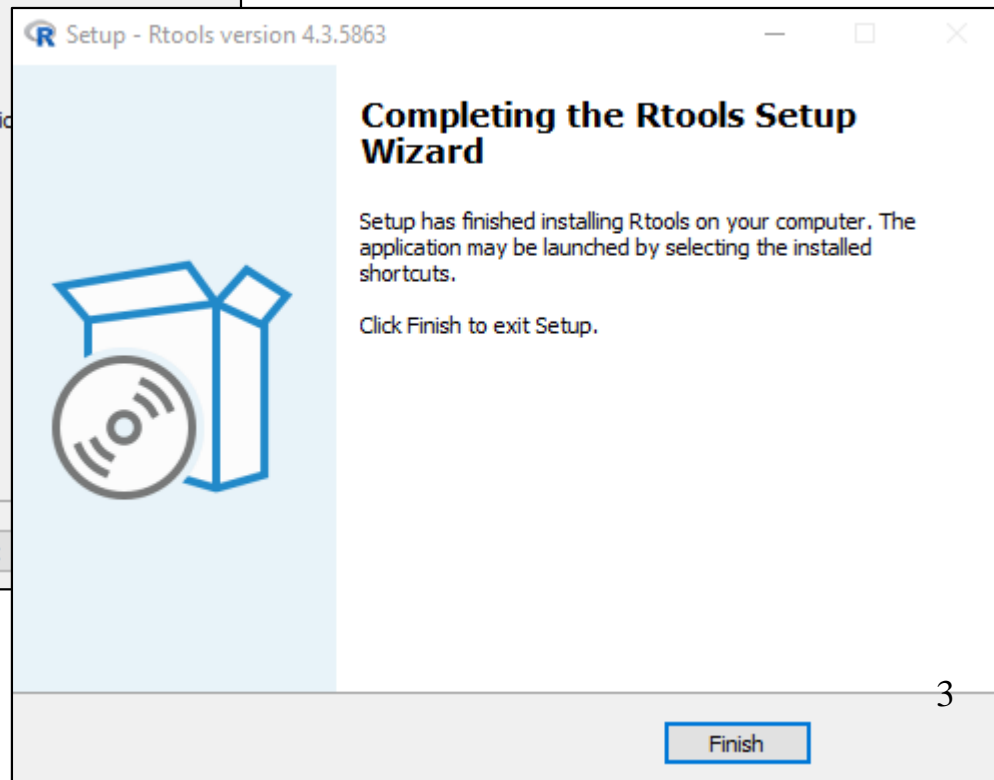 Setup - Rtools version 4.3.5863
Completing the Rtools Setup
Wizard
Setup has finished installing Rtools on your computer. The
application may be launched by selecting the installed
shortcuts.
Click Finish to exit Setup.
3
Finish